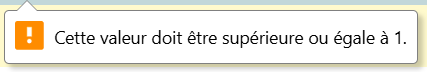 Cette valeur doit être supérieure ou égale à 1.